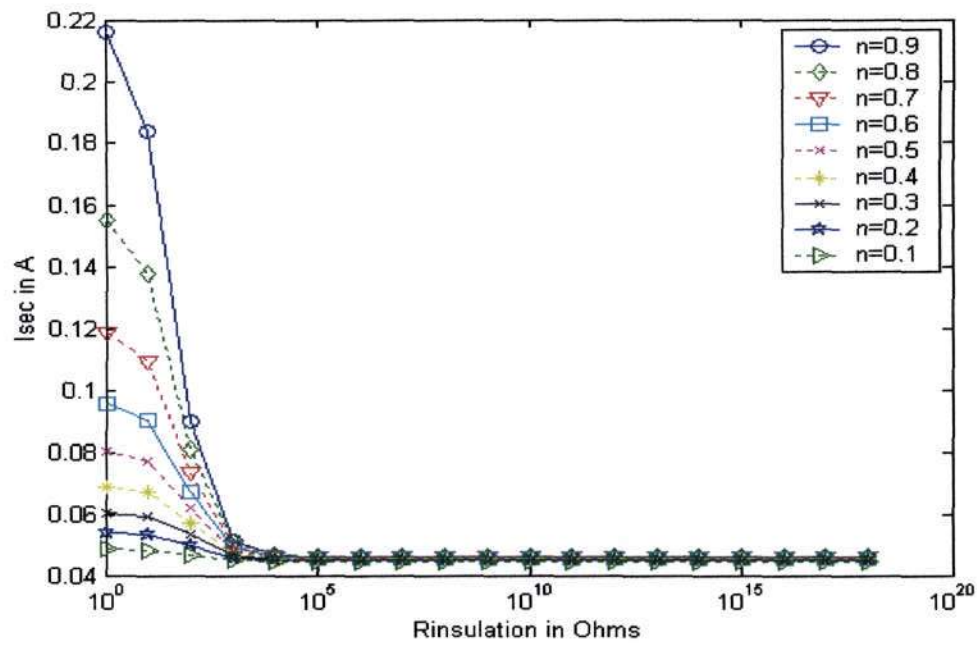 0.22
0.2
0.18
0.16
0.14
0.12
0.1
0.08
0.06
0.04
Isec in A
n=0.9
n=0.8
n=0.7
n=0.6
n=0.5
n=0.4
n=0.3
n=0.2
n=0.1
10^0 10^5 10^10 10^15 10^20
Rinsulation in Ohms